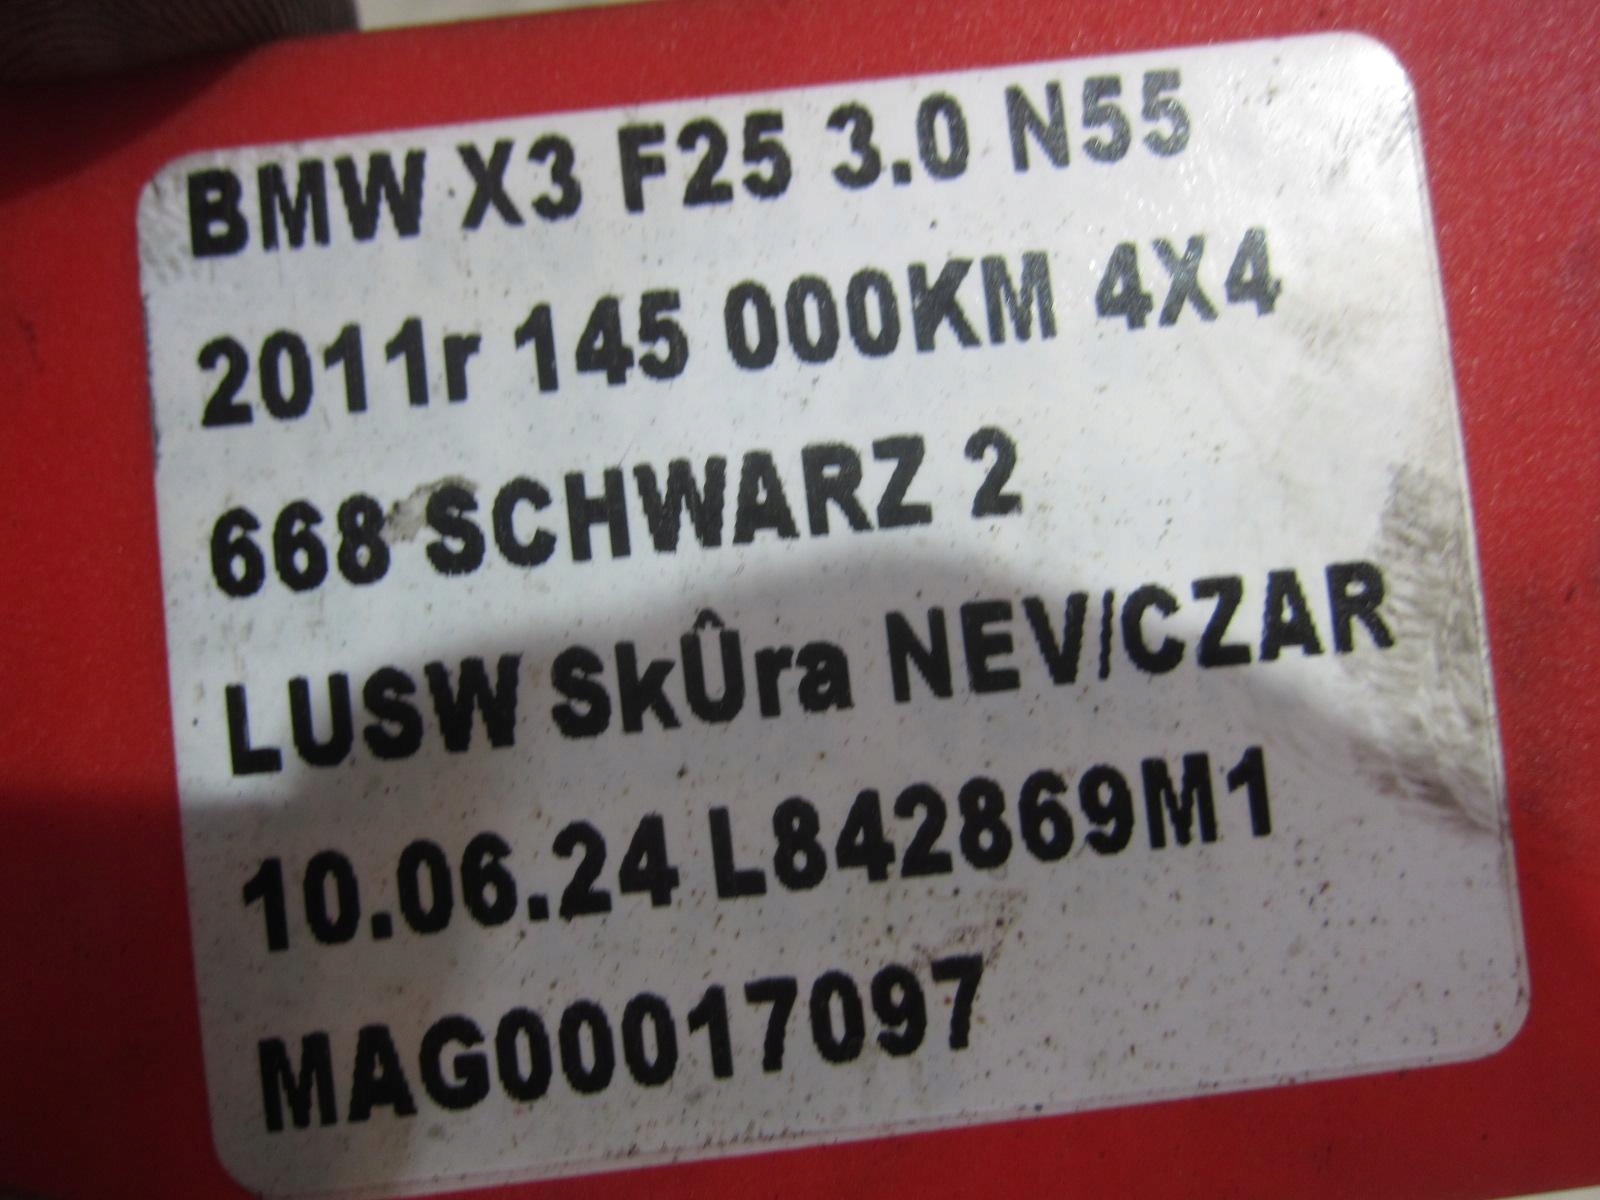 BMW X3 F25 3.0 N55
2011r 145 000KM 4X4
668 SCHWARZ 2
LUSW SkÛra NEV/CZAR
10.06.24 L842869M1
MAG00017097